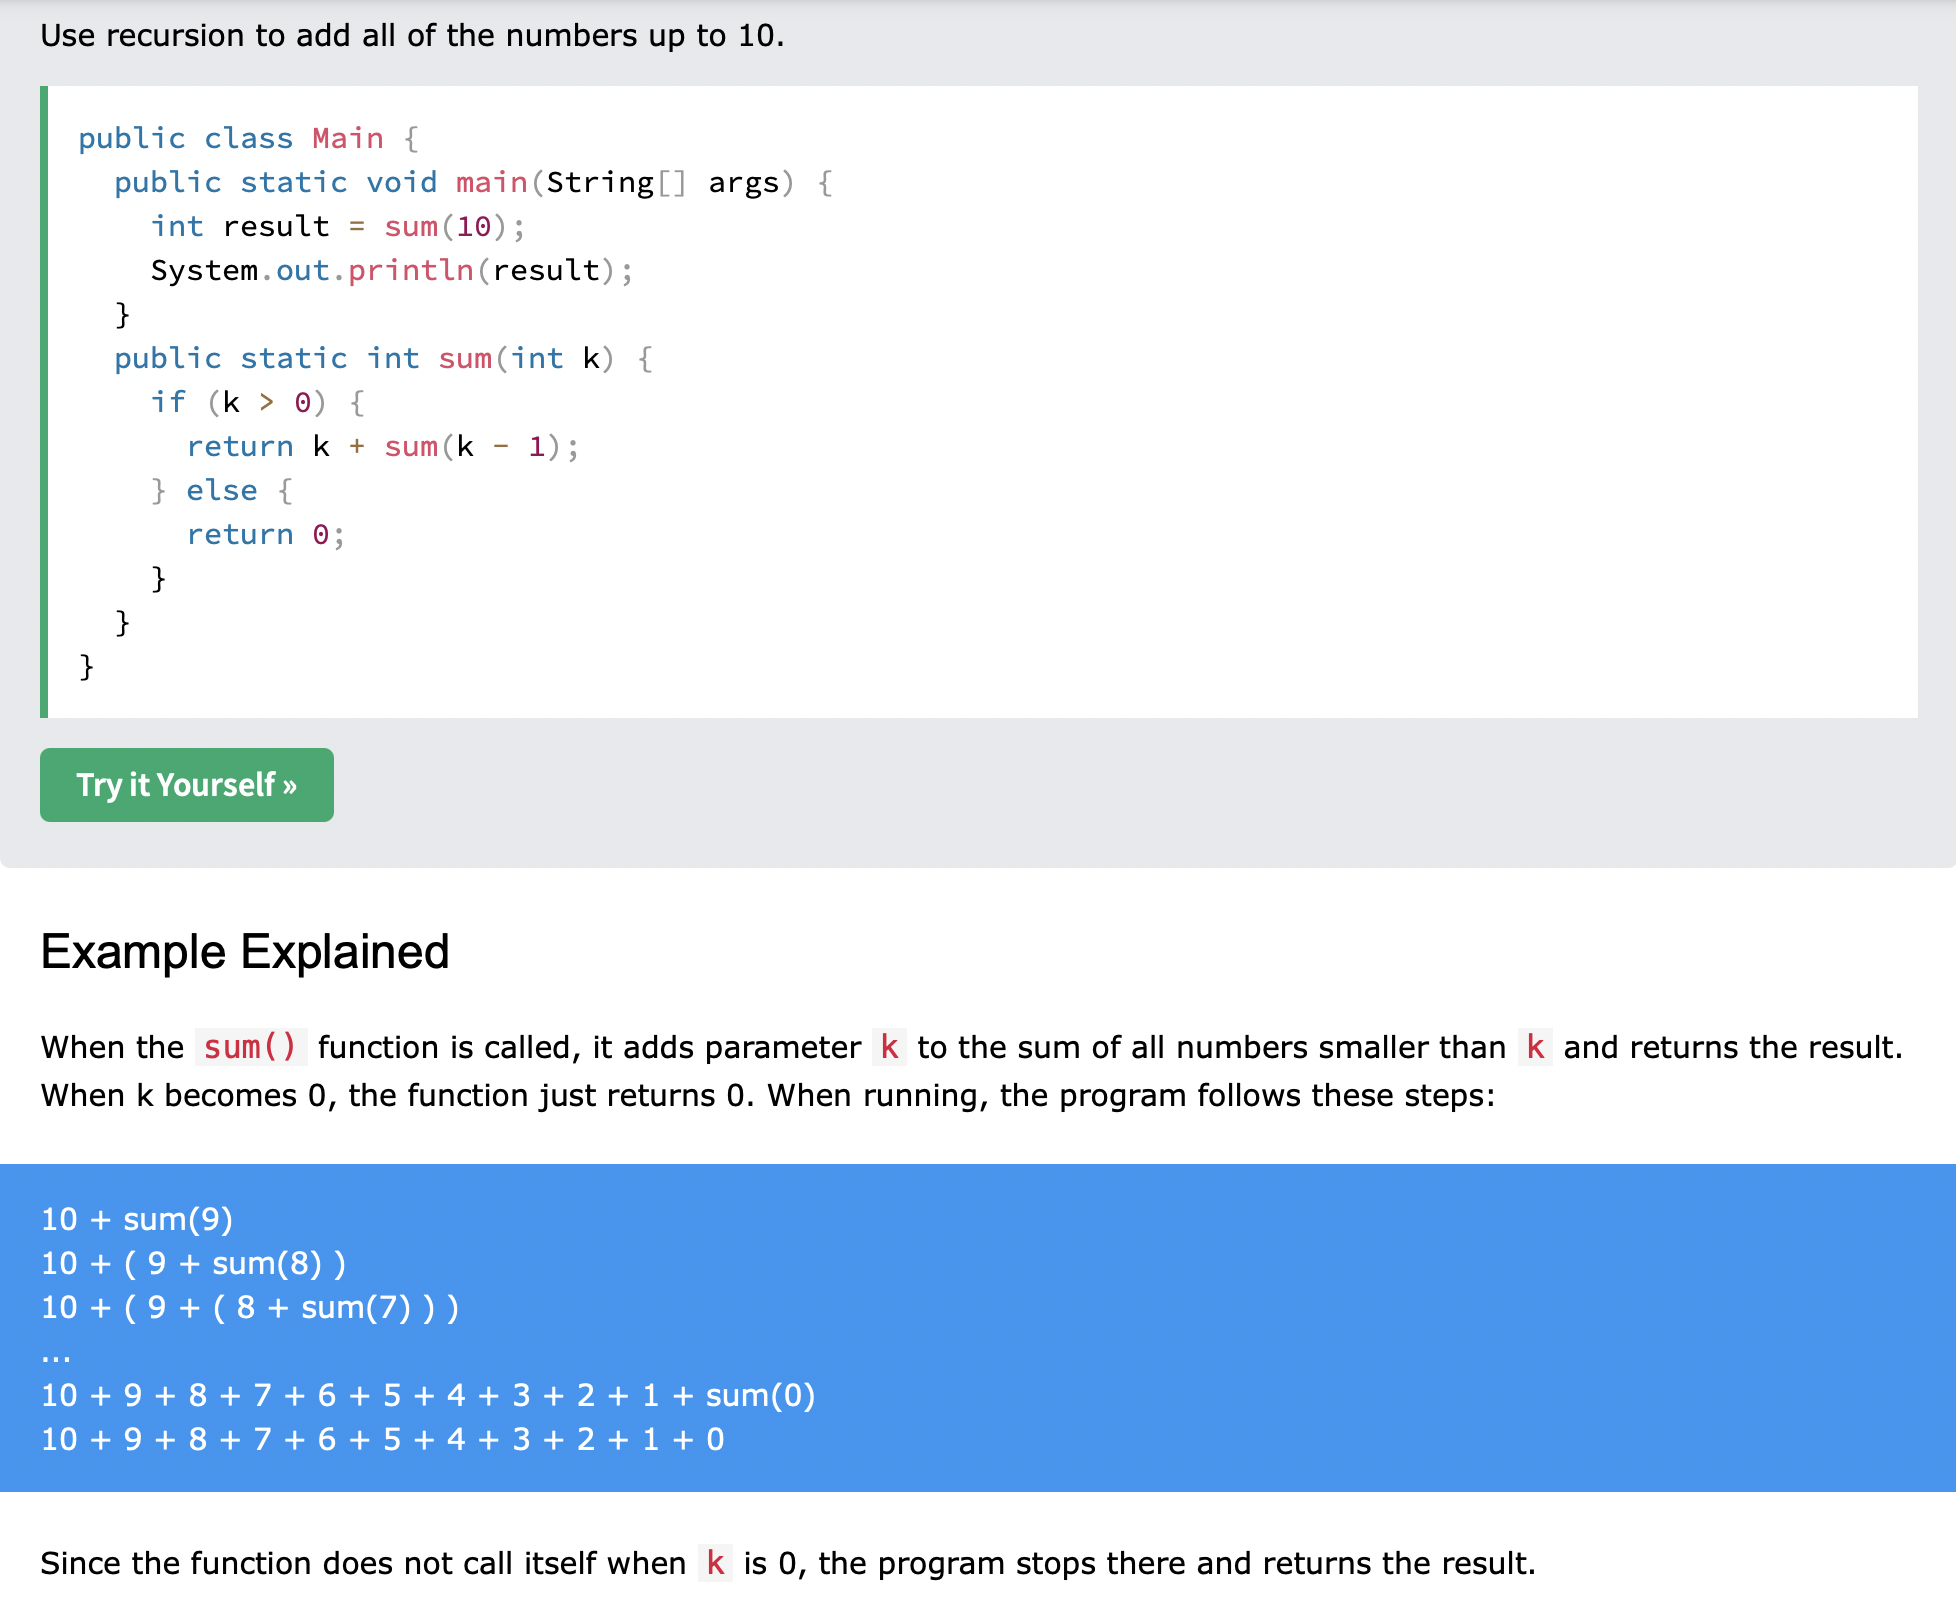 Use recursion to add all of the numbers up to 10.
public class Main {
  public static void main(String[] args) {
    int result = sum(10);
    System.out.println(result);
  }
  public static int sum(int k) {
    if (k > 0) {
      return k + sum(k - 1);
    } else {
      return 0;
    }
  }
}
Try it Yourself »
Example Explained
When the sum() function is called, it adds parameter k to the sum of all numbers smaller than k and returns the result.
When k becomes 0, the function just returns 0. When running, the program follows these steps:
10 + sum(9)
10 + ( 9 + sum(8) )
10 + ( 9 + ( 8 + sum(7) ) )
...
10 + 9 + 8 + 7 + 6 + 5 + 4 + 3 + 2 + 1 + sum(0)
10 + 9 + 8 + 7 + 6 + 5 + 4 + 3 + 2 + 1 + 0
Since the function does not call itself when k is 0, the program stops there and returns the result.